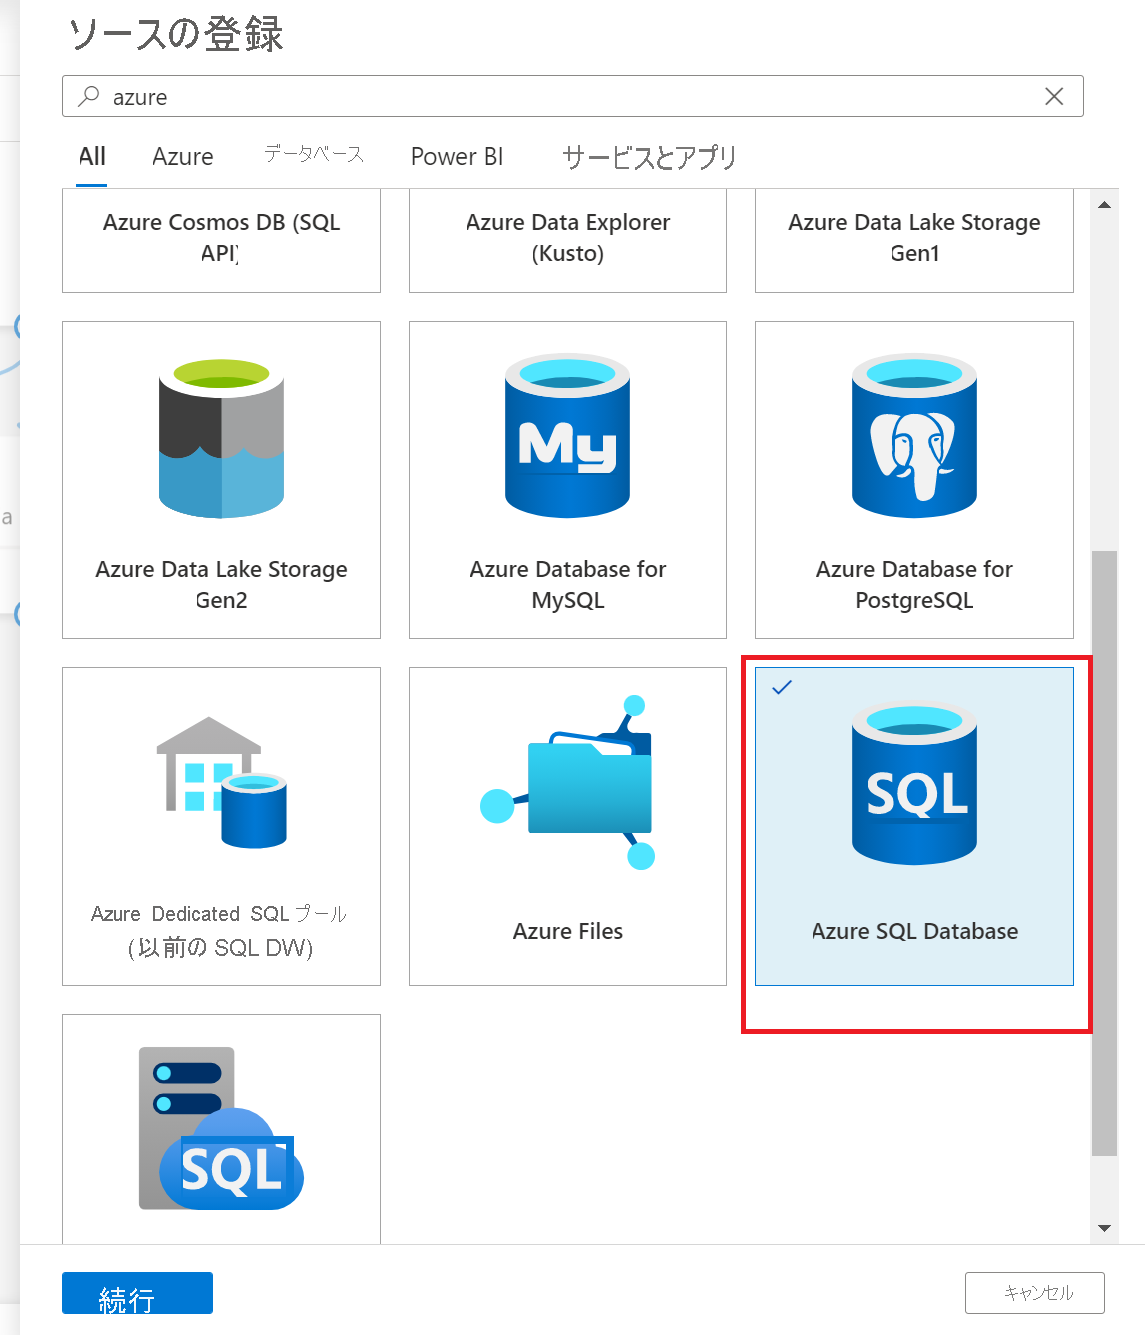 ソースの登録
azure
All Azure データベース Power BI サービスとアプリ
Azure Cosmos DB (SQL
API)
Azure Data Explorer
(Kusto)
Azure Data Lake Storage
Gen1
Azure Data Lake Storage
Gen2
My
Azure Database for
MySQL
Azure Database for
PostgreSQL
Azure Dedicated SQL プール
(以前の SQL DW)
Azure Files
SQL
Azure SQL Database
SQL
a
続行
キャンセル